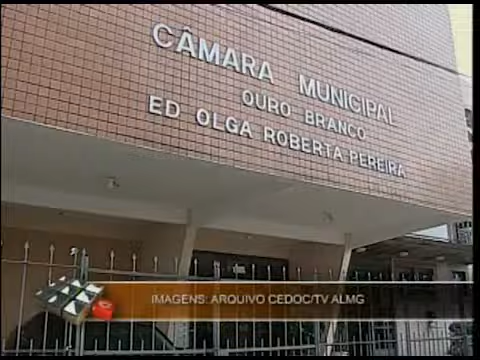 CÂMARA MUNICIPAL
OURO BRANCO
ED OLGA ROBERTA PEREIRA
IMAGENS: ARQUIVO CEDOC/TV ALMG